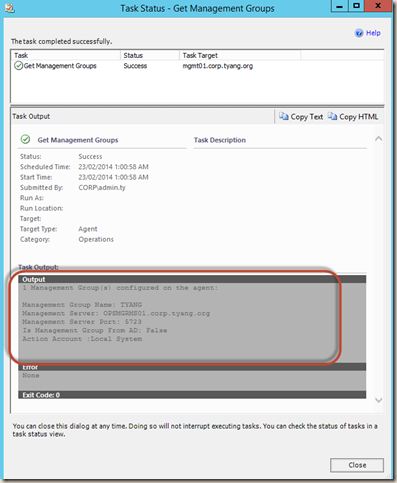 Task Status - Get Management Groups
Help
The task completed successfully.
Task Status Task Target
Get Management Groups Success mgmt01.corp.tyang.org
Task Output Copy Text Copy HTML
Get Management Groups Task Description
Status: Success
Scheduled Time: 23/02/2014 1:00:58 AM
Start Time: 23/02/2014 1:00:58 AM
Submitted By: CORP\admin.ty
Run As:
Run Location:
Target:
Target Type: Agent
Category: Operations
Task Output:
Output
1 Management Group(s) configured on the agent:
Management Group Name: TYANG
Management Server: OPSMGRMS01.corp.tyang.org
Management Server Port: 5723
Is Management Group From AD: False
Action Account :Local System
Error
None
Exit Code: 0
You can close this dialog at any time. Doing so will not interrupt executing tasks. You can check the status of tasks in a
task status view.
Close